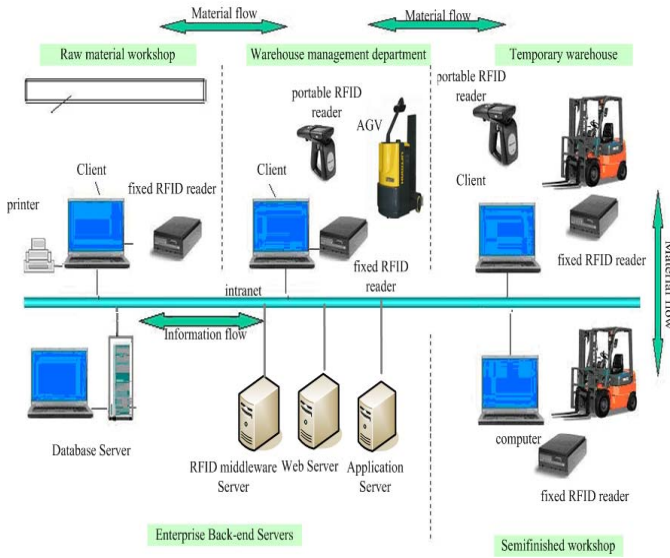 Material flow
Material flow
Raw material workshop
Warehouse management department
Temporary warehouse
portable RFID
reader
AGV
portable RFID
reader
Client
fixed RFID reader
printer
Client
fixed RFID
reader
Client
fixed RFID reader
Material flow
intranet
Information flow
Database Server
RFID middleware
Server
Web Server
Application
Server
computer
fixed RFID reader
Enterprise Back-end Servers
Semifinished workshop